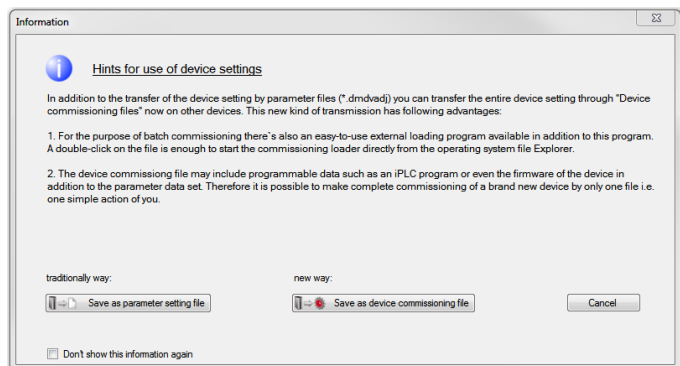 Information
Hints for use of device settings
In addition to the transfer of the device setting by parameter files (*.dmdvadj) you can transfer the entire device setting through "Device
commissioning files" now on other devices. This new kind of transmission has following advantages:
1. For the purpose of batch commissioning there`s also an easy-to-use external loading program available in addition to this program.
A double-click on the file is enough to start the commissioning loader directly from the operating system file Explorer.
2. The device commissiong file may include programmable data such as an iPLC program or even the firmware of the device in
addition to the parameter data set. Therefore it is possible to make complete commissioning of a brand new device by only one file i.e.
one simple action of you.
traditionally way: new way:
Save as parameter setting file Save as device commissioning file Cancel
Don't show this information again